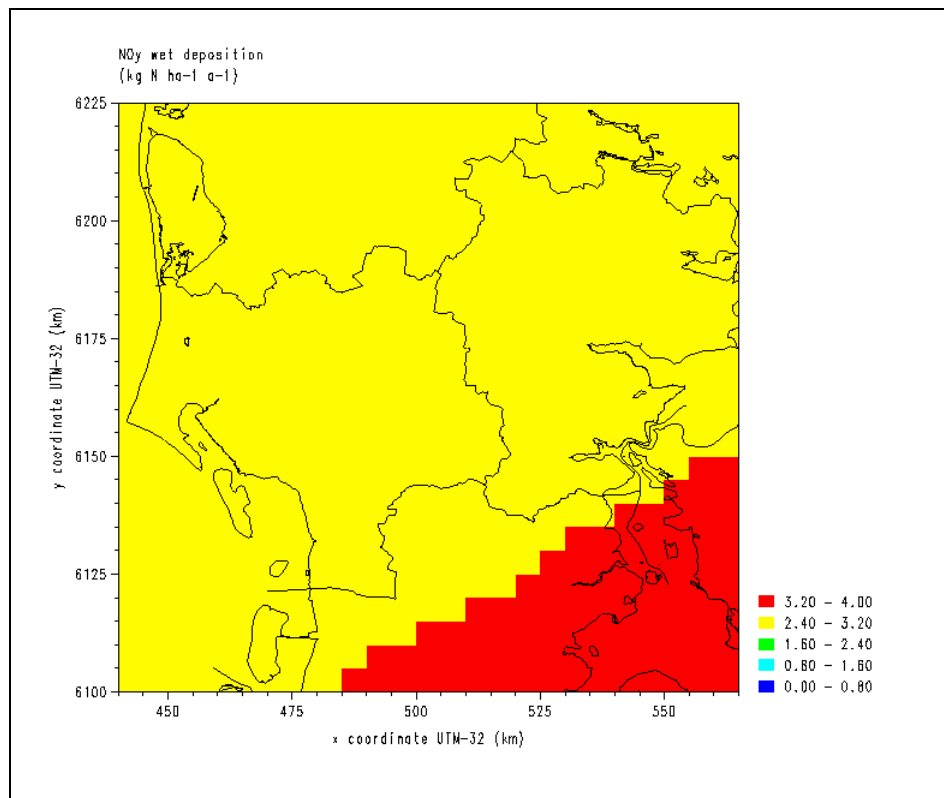 NOy wet deposition
(kg N ha-1 a-1)
6225
6200
6175
6150
6125
6100
y coordinate UTM-32 (km)
450
475
500
525
550
x coordinate UTM-32 (km)
3.20 - 4.00
2.40 - 3.20
1.60 - 2.40
0.80 - 1.60
0.00 - 0.80